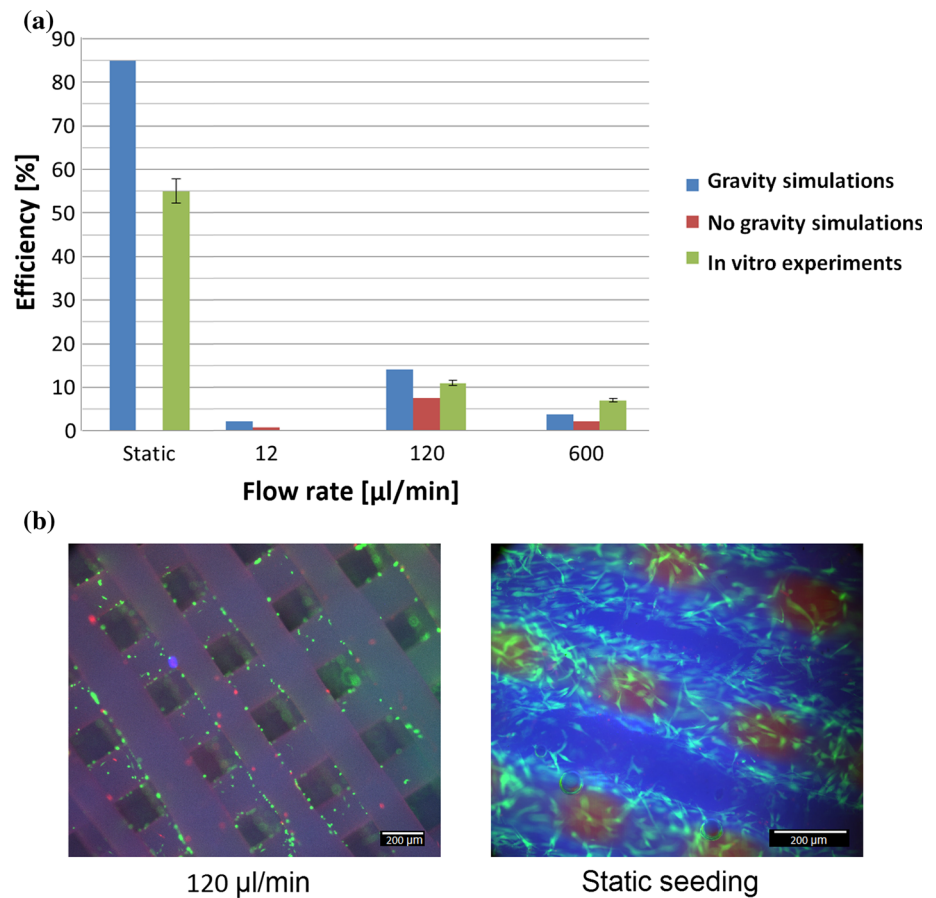 (a)
90
80
70
60
50
40
30
20
10
0
Efficiency [%]
Static 12 120 600
Flow rate [µl/min]
Gravity simulations
No gravity simulations
In vitro experiments
(b)
200 µm
200 µm
120 µl/min
Static seeding